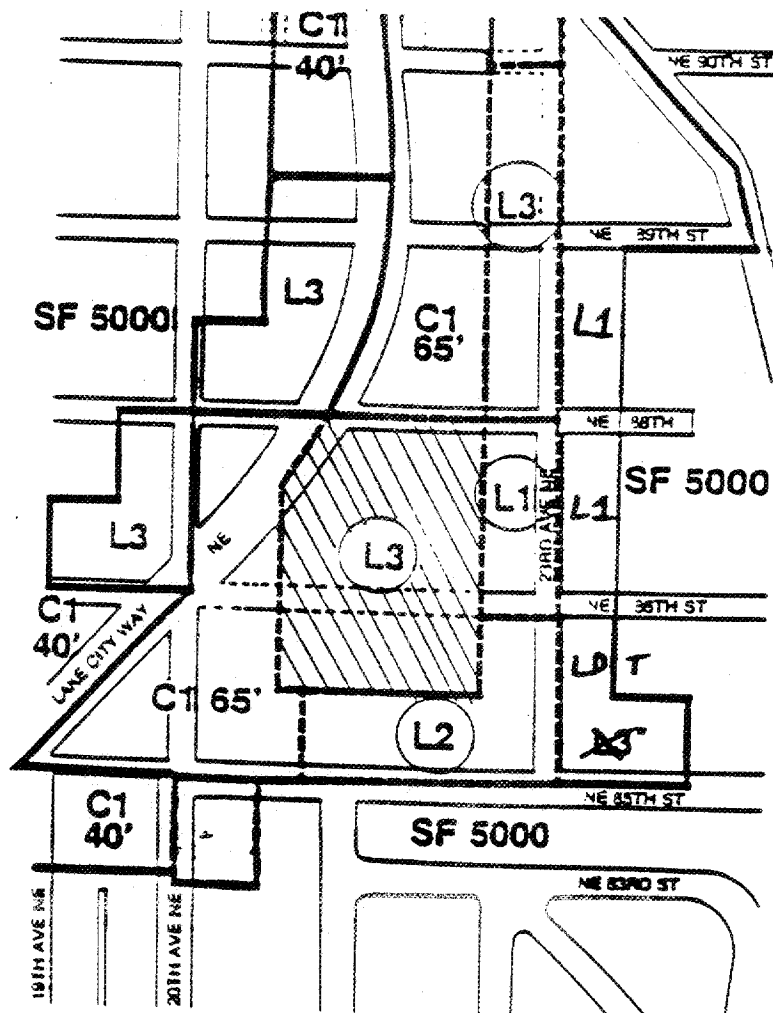 C1
40'
NE 90TH ST
L3
NE 89TH ST
L3
SF 5000
C1
65'
L1
NE 88TH
L1
L1
SF 5000
L3
L3
NE
23RD AVE NE
C1
40'
NE 86TH ST
LAKE CITY WAY
LD T
C1 65'
L2
C1
40'
NE 85TH ST
SF 5000
NE 83RD ST
19TH AVE NE
20TH AVE NE